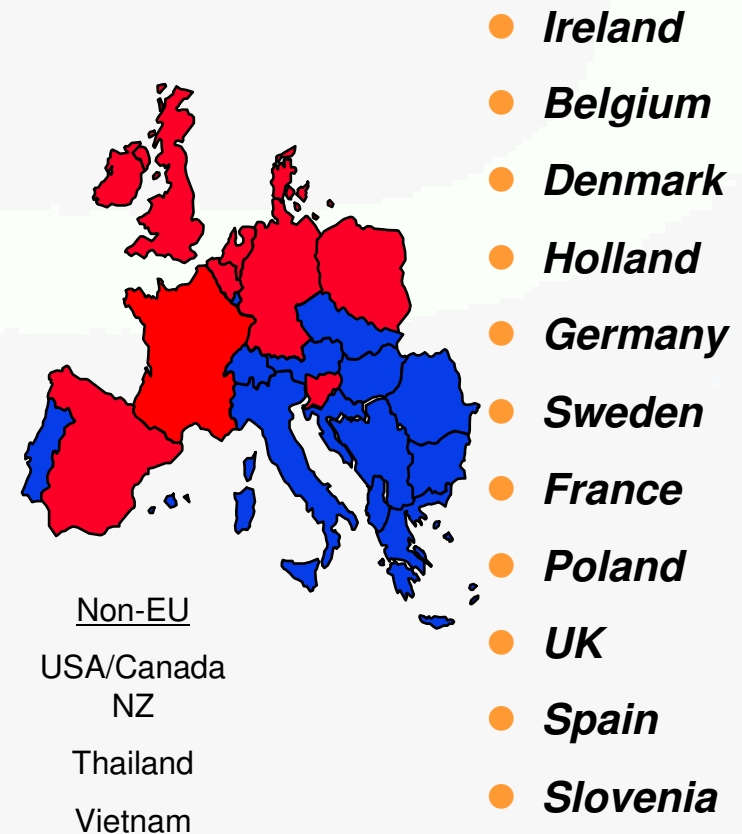 Ireland
Belgium
Denmark
Holland
Germany
Sweden
France
Poland
UK
Spain
Slovenia
Non-EU
USA/Canada
NZ
Thailand
Vietnam